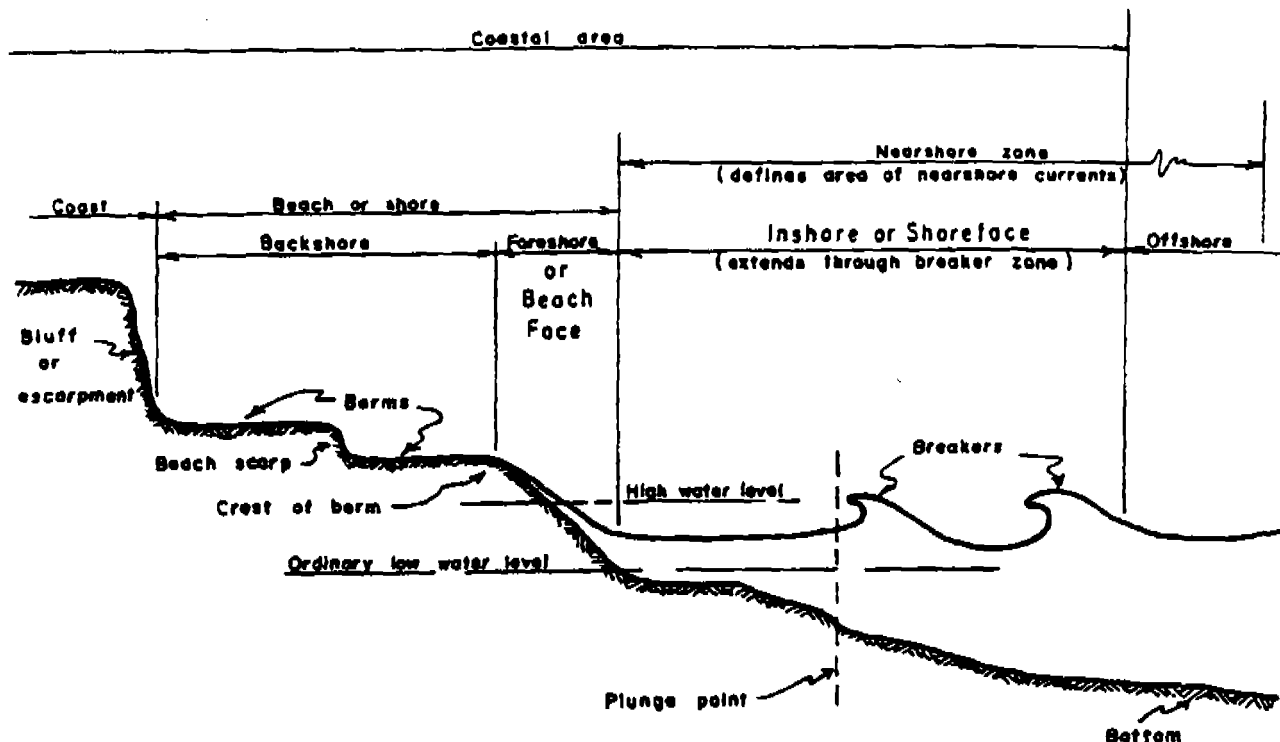 Coastal area
Nearshore zone
(defines area of nearshore currents)
Coast
Beach or shore
Backshore
Foreshore
or
Beach
Face
Inshore or Shoreface
(extends through breaker zone)
Offshore
Bluff
or
escarpment
Berms
Beach scarp
Crest of berm
High water level
Breakers
Ordinary low water level
Plunge point
Bottom